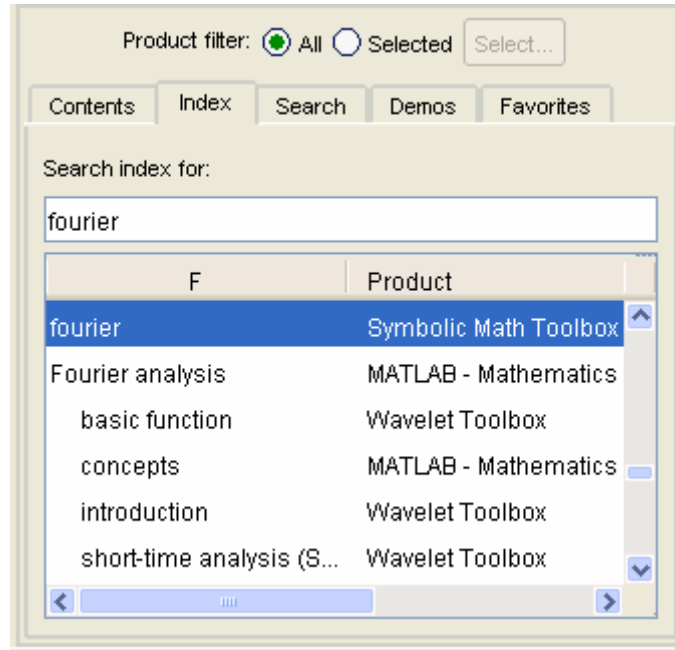 Product filter: All Selected Select...
Contents Index Search Demos Favorites
Search index for:
fourier
F Product
fourier Symbolic Math Toolbox
Fourier analysis MATLAB - Mathematics
basic function Wavelet Toolbox
concepts MATLAB - Mathematics
introduction Wavelet Toolbox
short-time analysis (S... Wavelet Toolbox